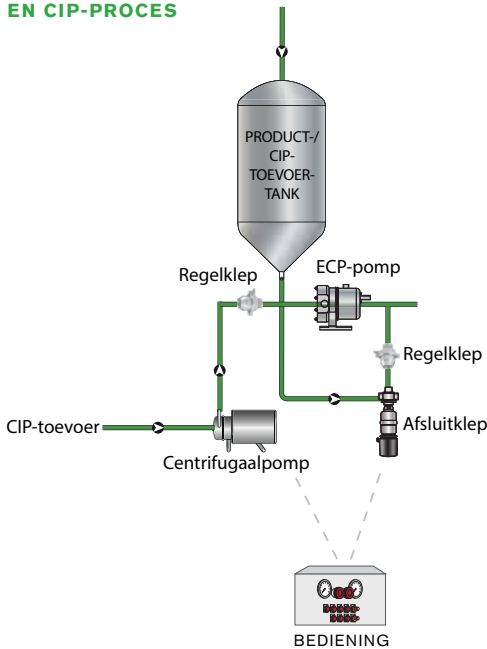 EN CIP-PROCES
PRODUCT-/
CIP-
TOEVOER-
TANK
Regelklep
ECP-pomp
Regelklep
CIP-toevoer
Afsluitklep
Centrifugaalpomp
BEDIENING